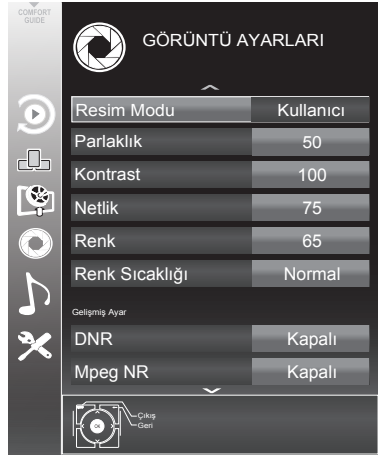 COMFORT
GUIDE
GÖRÜNTÜ AYARLARI
Resim Modu Kullanıcı
Parlaklık 50
Kontrast 100
Netlik 75
Renk 65
Renk Sıcaklığı Normal
Gelişmiş Ayar
DNR Kapalı
Mpeg NR Kapalı
Çıkış
OK Geri